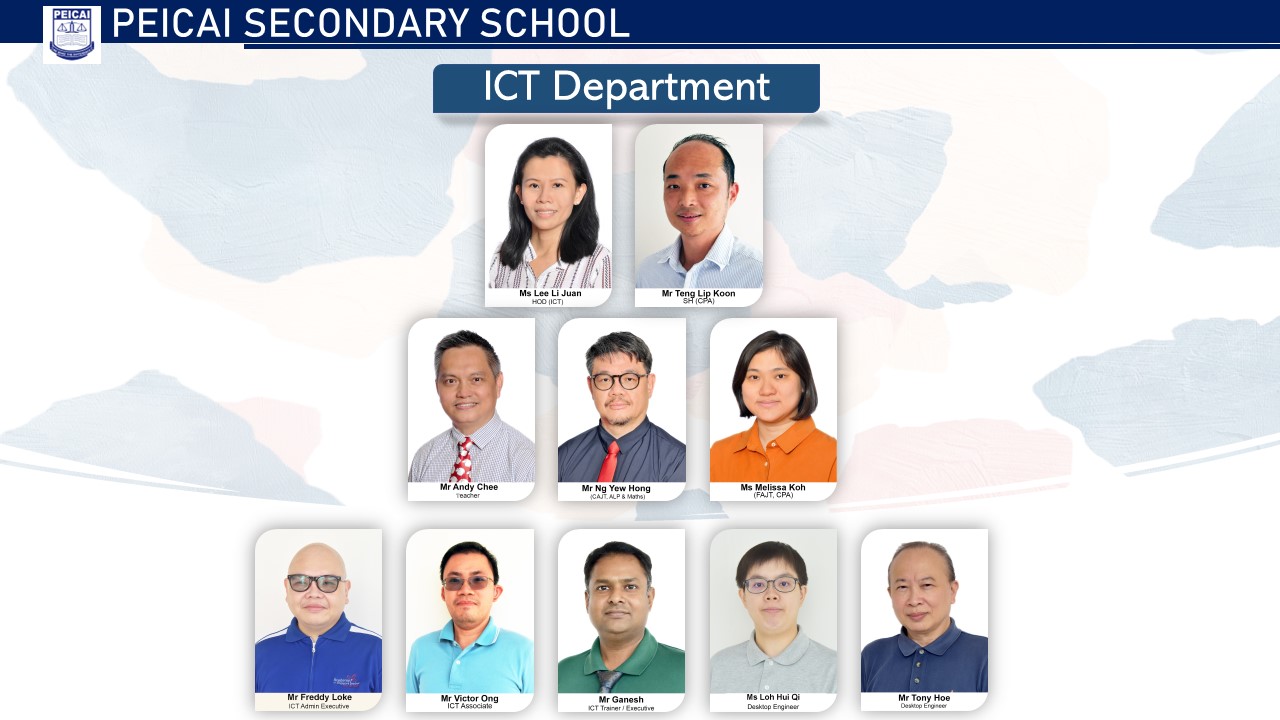 PEICAI
PEICAI SECONDARY SCHOOL
ICT Department
Ms Lee Li Juan
HOD (ICT)
Mr Teng Lip Koon
SH (CPA)
Mr Andy Chee
Teacher
Mr Ng Yew Hong
(CAJT, ALP & Maths)
Ms Melissa Koh
(FAJT, CPA)
Mr Freddy Loke
ICT Admin Executive
Mr Victor Ong
ICT Associate
Mr Ganesh
ICT Trainer / Executive
Ms Loh Hui Qi
Desktop Engineer
Mr Tony Hoe
Desktop Engineer